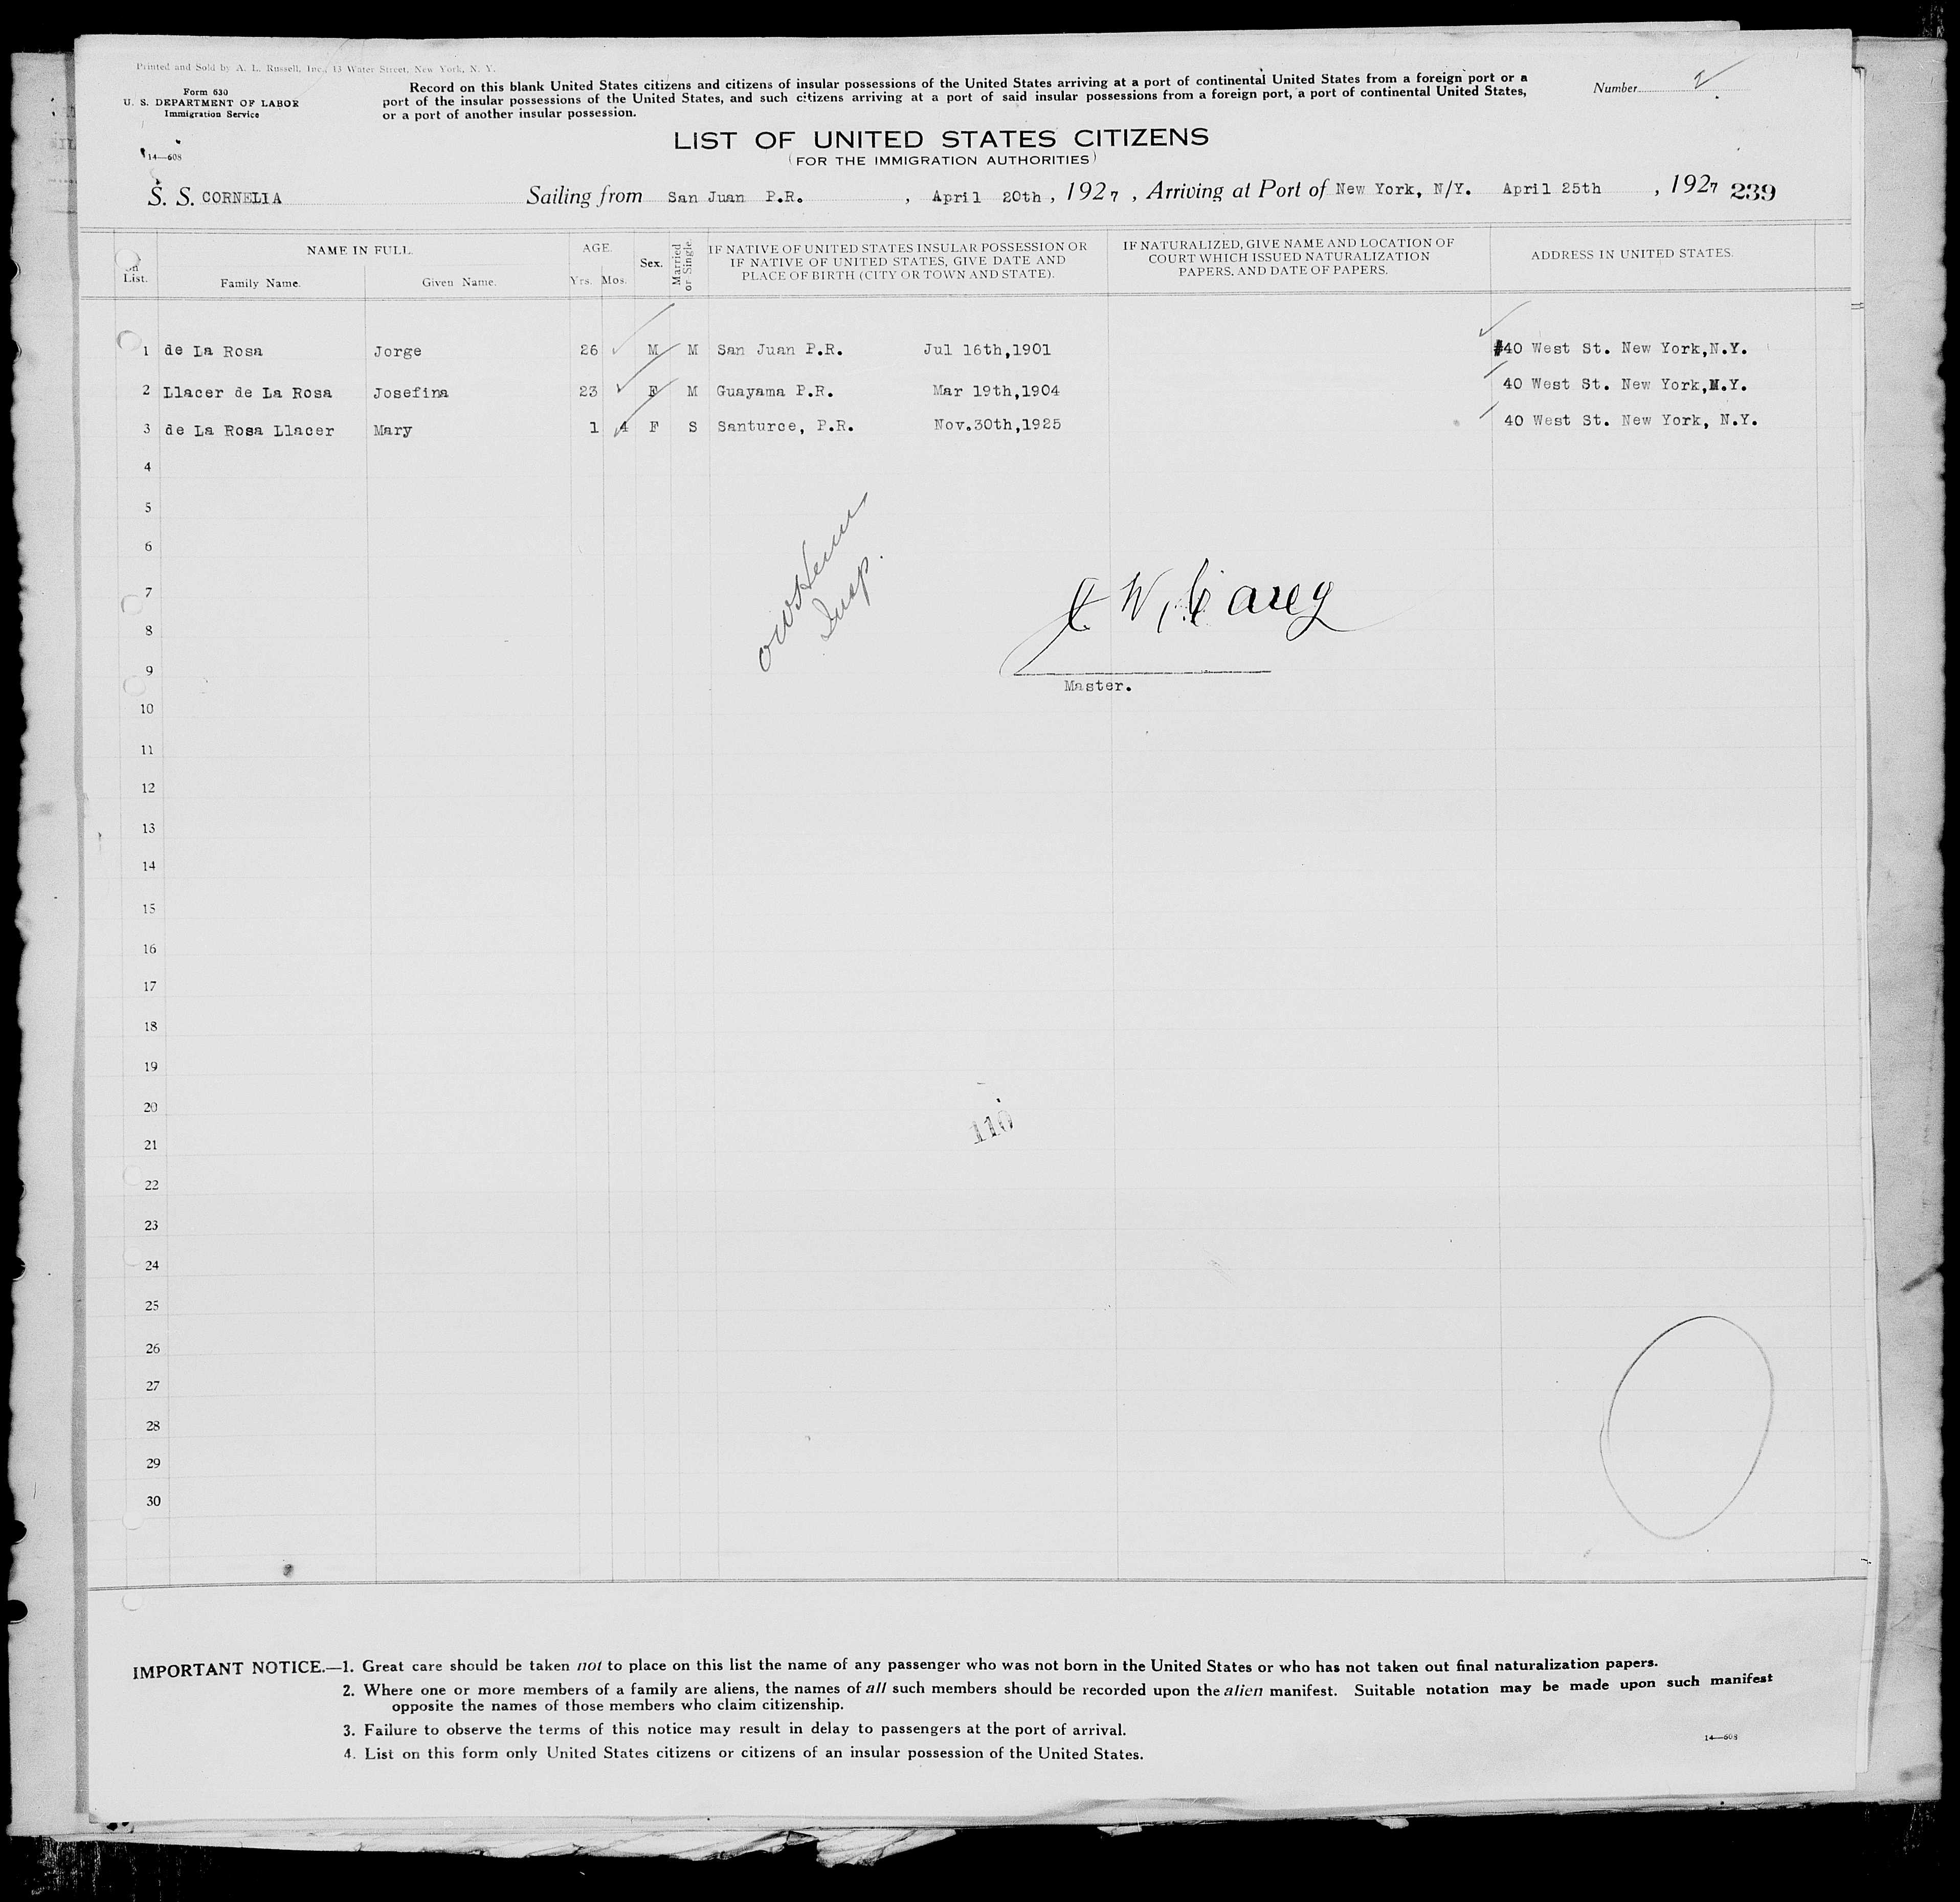 Printed and Sold by A. L. Russell, Inc., 13 Water Street, New York, N. Y.
Form 630
U. S. DEPARTMENT OF LABOR
Immigration Service
14—608
Record on this blank United States citizens and citizens of insular possessions of the United States arriving at a port of continental United States from a foreign port or a
port of the insular possessions of the United States, and such citizens arriving at a port of said insular possessions from a foreign port, a port of continental United States,
or a port of another insular possession.
Number 2
LIST OF UNITED STATES CITIZENS
(FOR THE IMMIGRATION AUTHORITIES)
S. S. CORNELIA Sailing from San Juan P.R. , April 20th , 1927 , Arriving at Port of New York, N/Y. April 25th , 1927 239
on List. NAME IN FULL. Family Name. Given Name. AGE. Yrs. Mos. Sex. Married or Single
IF NATIVE OF UNITED STATES INSULAR POSSESSION OR
IF NATIVE OF UNITED STATES, GIVE DATE AND
PLACE OF BIRTH (CITY OR TOWN AND STATE).
IF NATURALIZED, GIVE NAME AND LOCATION OF
COURT WHICH ISSUED NATURALIZATION
PAPERS, AND DATE OF PAPERS.
ADDRESS IN UNITED STATES.
1 de La Rosa Jorge 26 M M San Juan P.R. Jul 16th,1901 #40 West St. New York,N.Y.
2 Llacer de La Rosa Josefina 23 F M Guayama P.R. Mar 19th,1904 40 West St. New York,N.Y.
3 de La Rosa Llacer Mary 1 4 F S Santurce, P.R. Nov.30th,1925 40 West St. New York, N.Y.
4
5
6
7
8
9
Insp.
W. Carey
Master.
10
11
12
13
14
15
16
17
18
19
20
110
21
22
23
24
25
26
27
28
29
30
IMPORTANT NOTICE.—1. Great care should be taken not to place on this list the name of any passenger who was not born in the United States or who has not taken out final naturalization papers.
2. Where one or more members of a family are aliens, the names of all such members should be recorded upon the alien manifest. Suitable notation may be made upon such manifest
opposite the names of those members who claim citizenship.
3. Failure to observe the terms of this notice may result in delay to passengers at the port of arrival.
4. List on this form only United States citizens or citizens of an insular possession of the United States.
14—608